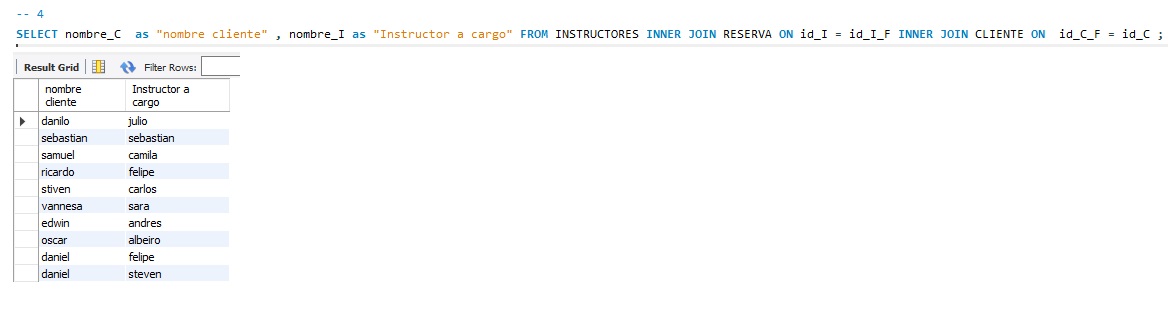 -- 4
SELECT nombre_C as "nombre cliente" , nombre_I as "Instructor a cargo" FROM INSTRUCTORES INNER JOIN RESERVA ON id_I = id_I_F INNER JOIN CLIENTE ON id_C_F = id_C ;
Result Grid Filter Rows:
nombre cliente Instructor a cargo
danilo julio
sebastian sebastian
samuel camila
ricardo felipe
stiven carlos
vannesa sara
edwin andres
oscar albeiro
daniel felipe
daniel steven